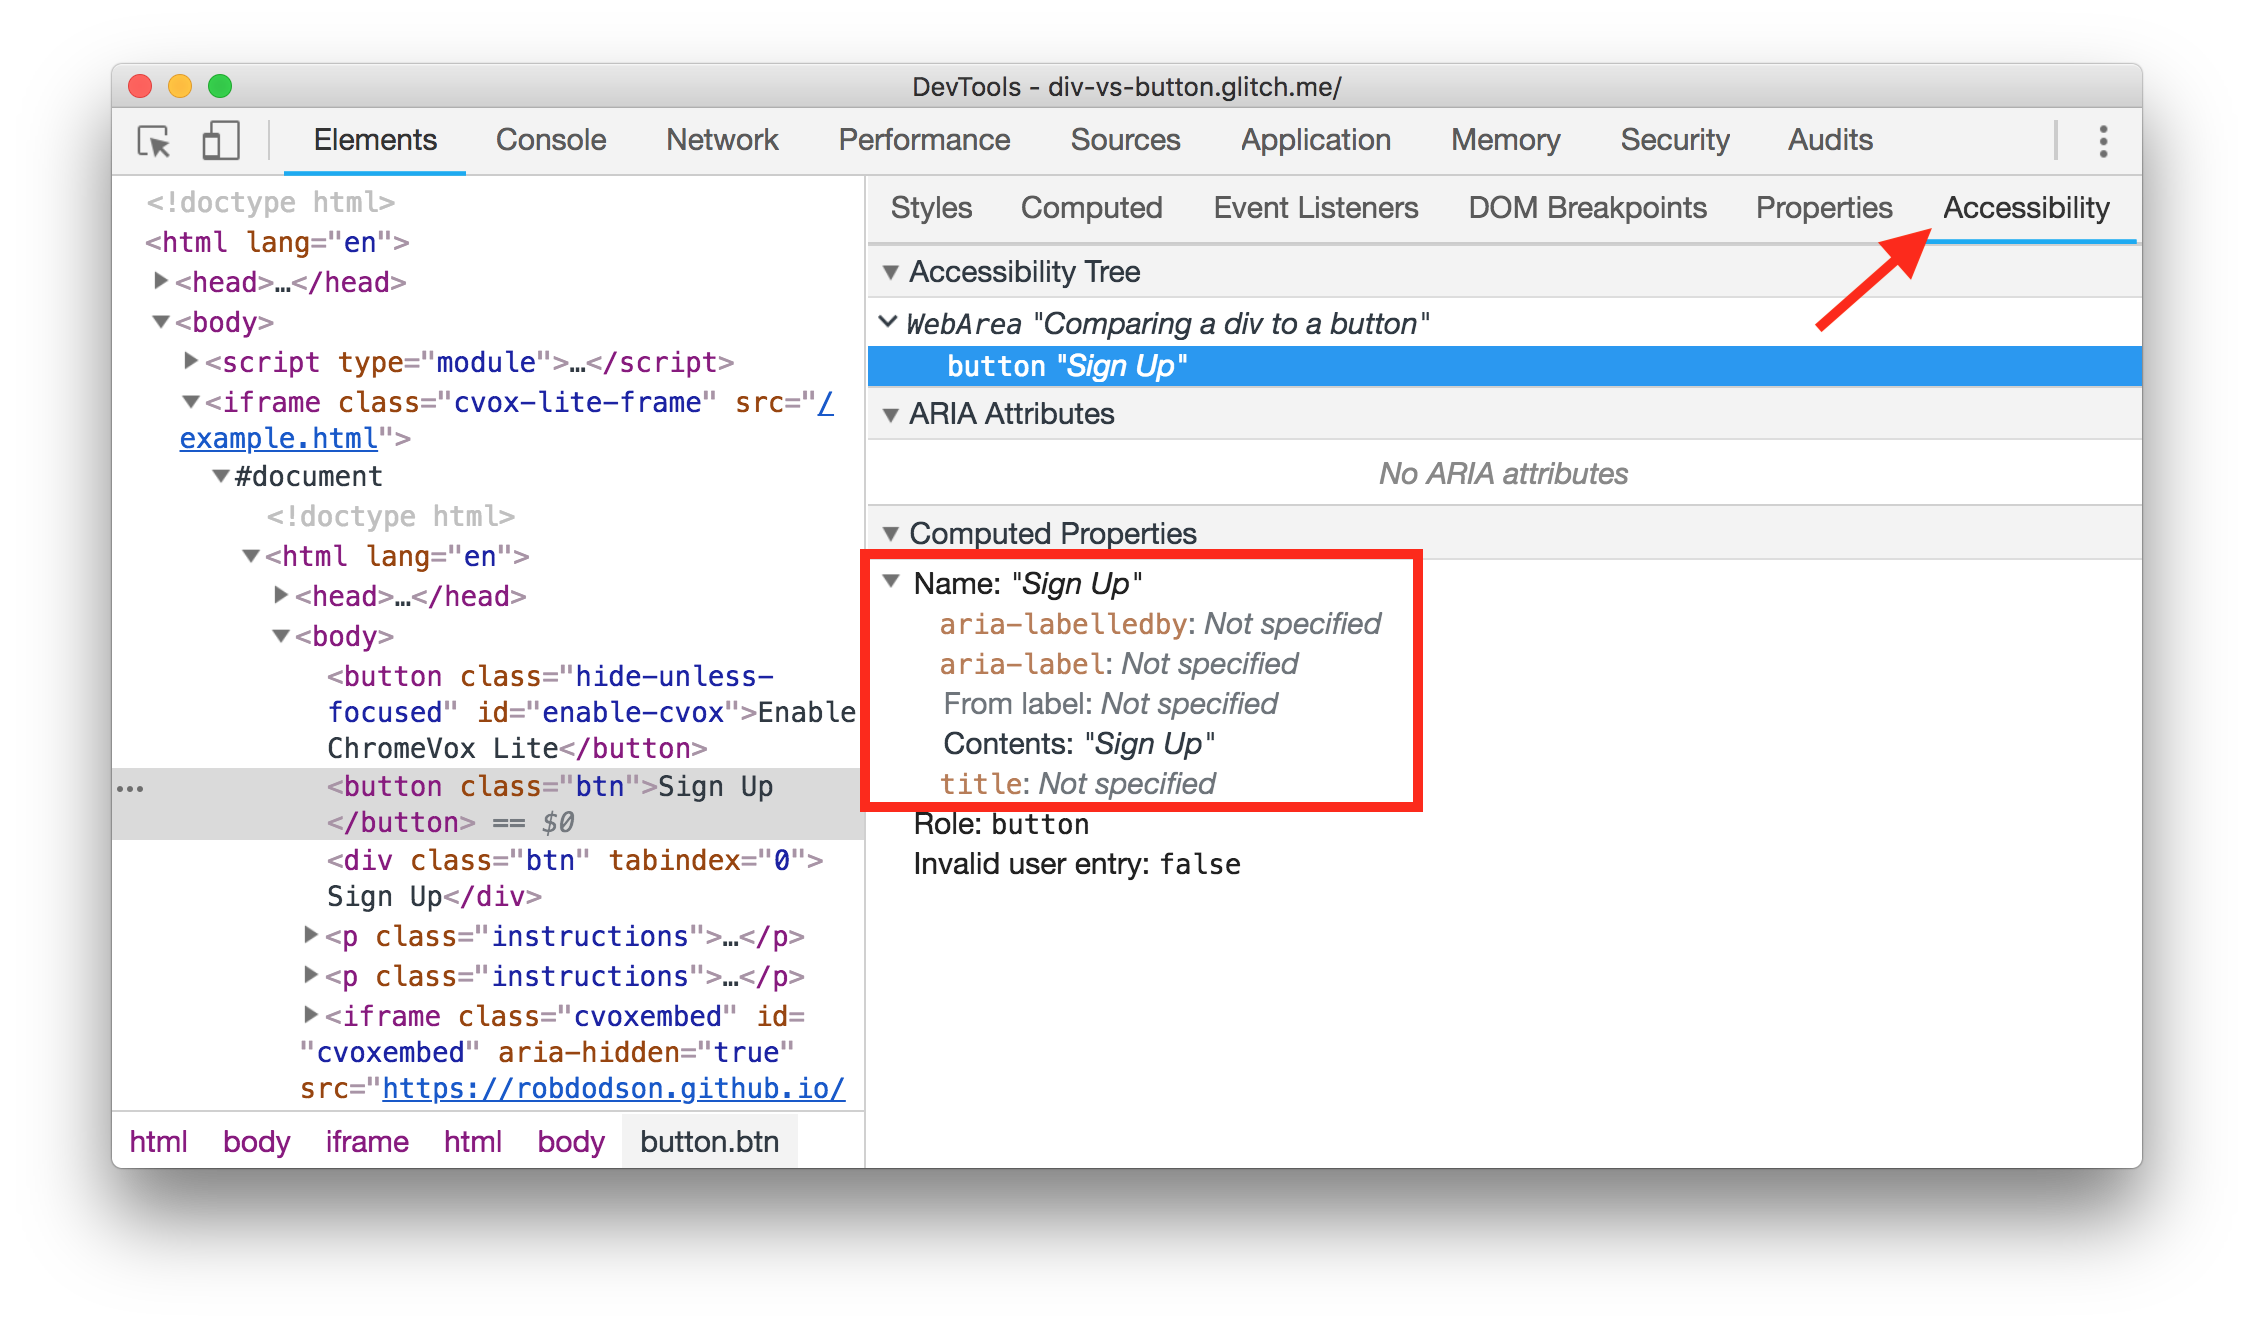 DevTools - div-vs-button.glitch.me/
Elements Console Network Performance Sources Application Memory Security Audits
<!doctype html>
<html lang="en">
<head>…</head>
<body>
<script type="module">…</script>
<iframe class="cvox-lite-frame" src="/
example.html">
#document
<!doctype html>
<html lang="en">
<head>…</head>
<body>
<button class="hide-unless-
focused" id="enable-cvox">Enable
ChromeVox Lite</button>
<button class="btn">Sign Up
</button> == $0
<div class="btn" tabindex="0">
Sign Up</div>
<p class="instructions">…</p>
<p class="instructions">…</p>
<iframe class="cvoxembed" id=
"cvoxembed" aria-hidden="true"
src="https://robdodson.github.io/
html body iframe html body button.btn
Styles Computed Event Listeners DOM Breakpoints Properties Accessibility
Accessibility Tree
WebArea "Comparing a div to a button"
button "Sign Up"
ARIA Attributes
No ARIA attributes
Computed Properties
Name: "Sign Up"
aria-labelledby: Not specified
aria-label: Not specified
From label: Not specified
Contents: "Sign Up"
title: Not specified
Role: button
Invalid user entry: false